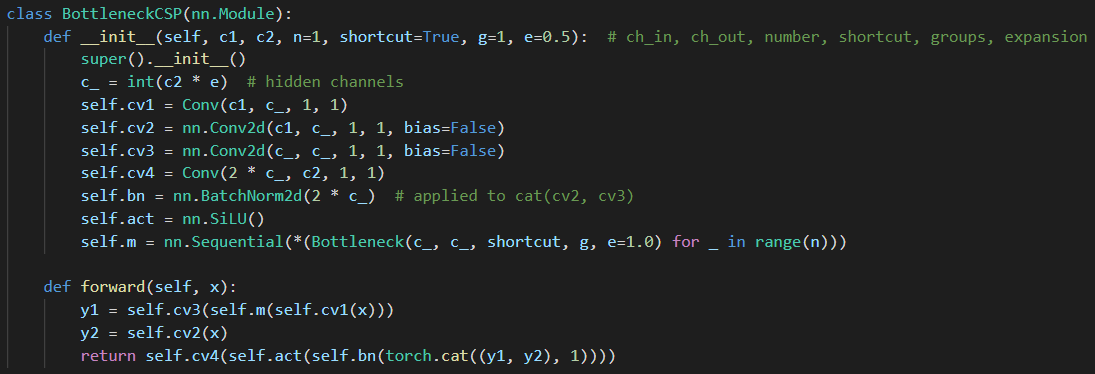 class BottleneckCSP(nn.Module):
    def __init__(self, c1, c2, n=1, shortcut=True, g=1, e=0.5):  # ch_in, ch_out, number, shortcut, groups, expansion
        super().__init__()
        c_ = int(c2 * e)  # hidden channels
        self.cv1 = Conv(c1, c_, 1, 1)
        self.cv2 = nn.Conv2d(c1, c_, 1, 1, bias=False)
        self.cv3 = nn.Conv2d(c_, c_, 1, 1, bias=False)
        self.cv4 = Conv(2 * c_, c2, 1, 1)
        self.bn = nn.BatchNorm2d(2 * c_)  # applied to cat(cv2, cv3)
        self.act = nn.SiLU()
        self.m = nn.Sequential(*(Bottleneck(c_, c_, shortcut, g, e=1.0) for _ in range(n)))

    def forward(self, x):
        y1 = self.cv3(self.m(self.cv1(x)))
        y2 = self.cv2(x)
        return self.cv4(self.act(self.bn(torch.cat((y1, y2), 1))))